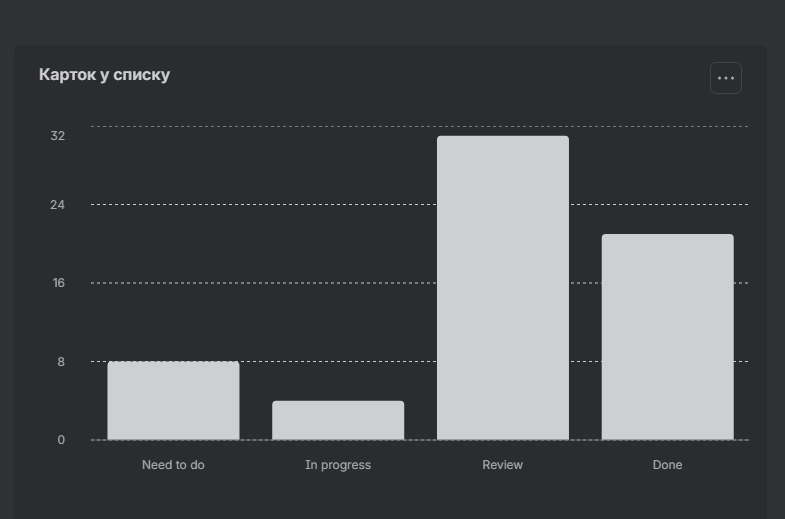 Карток у списку
32
24
16
8
0
Need to do
In progress
Review
Done